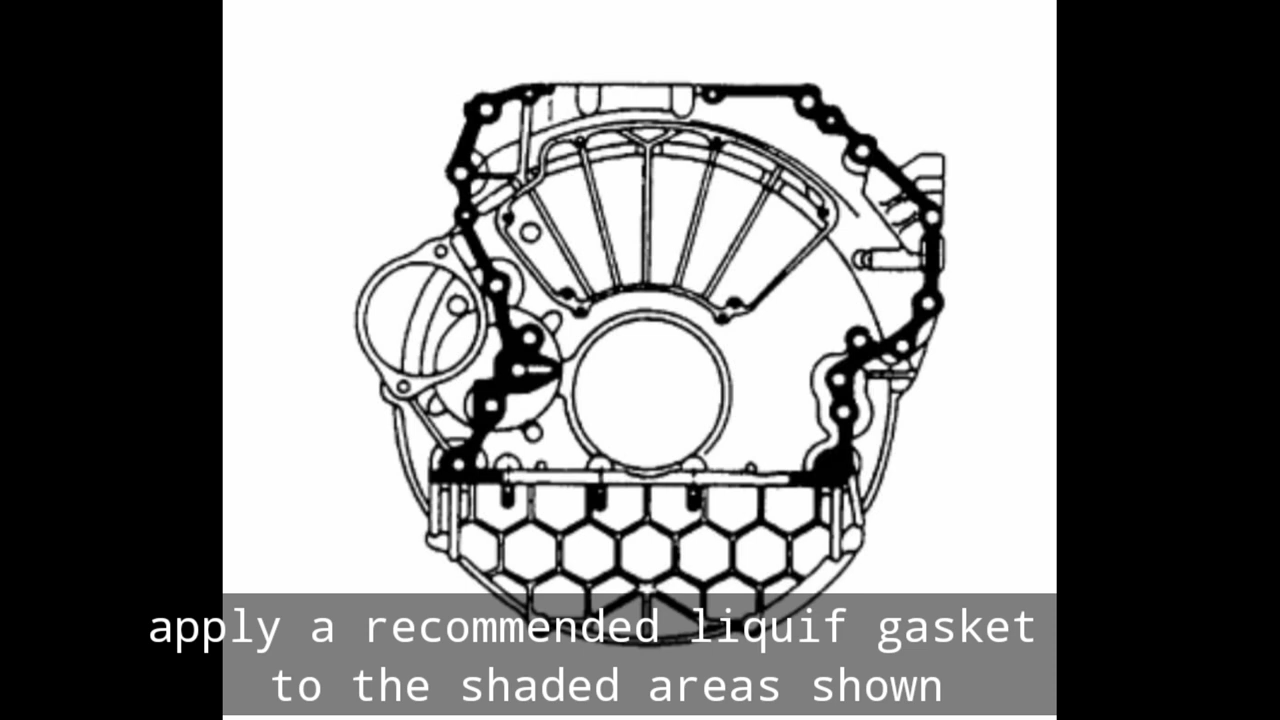 apply a recommended liquif gasket
to the shaded areas shown